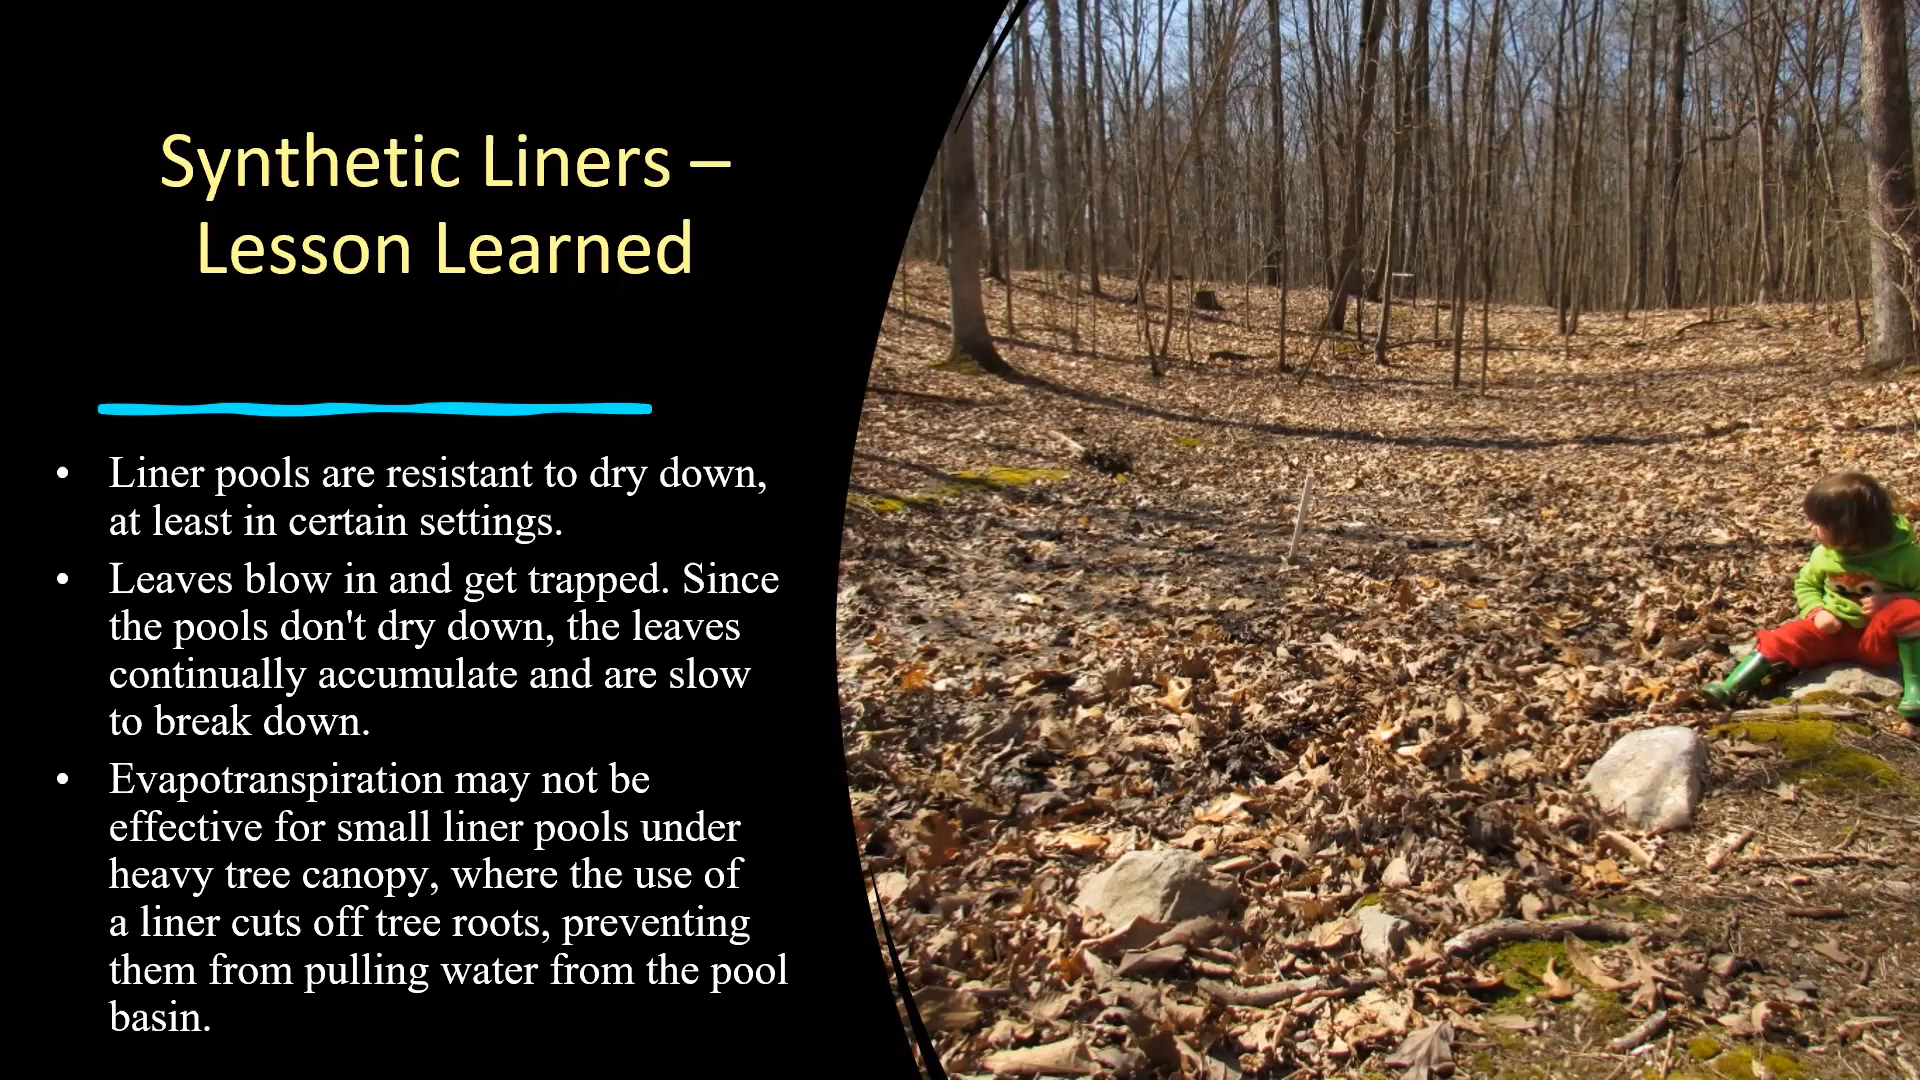 Synthetic Liners –
Lesson Learned
• Liner pools are resistant to dry down,
at least in certain settings.
• Leaves blow in and get trapped. Since
the pools don't dry down, the leaves
continually accumulate and are slow
to break down.
• Evapotranspiration may not be
effective for small liner pools under
heavy tree canopy, where the use of
a liner cuts off tree roots, preventing
them from pulling water from the pool
basin.